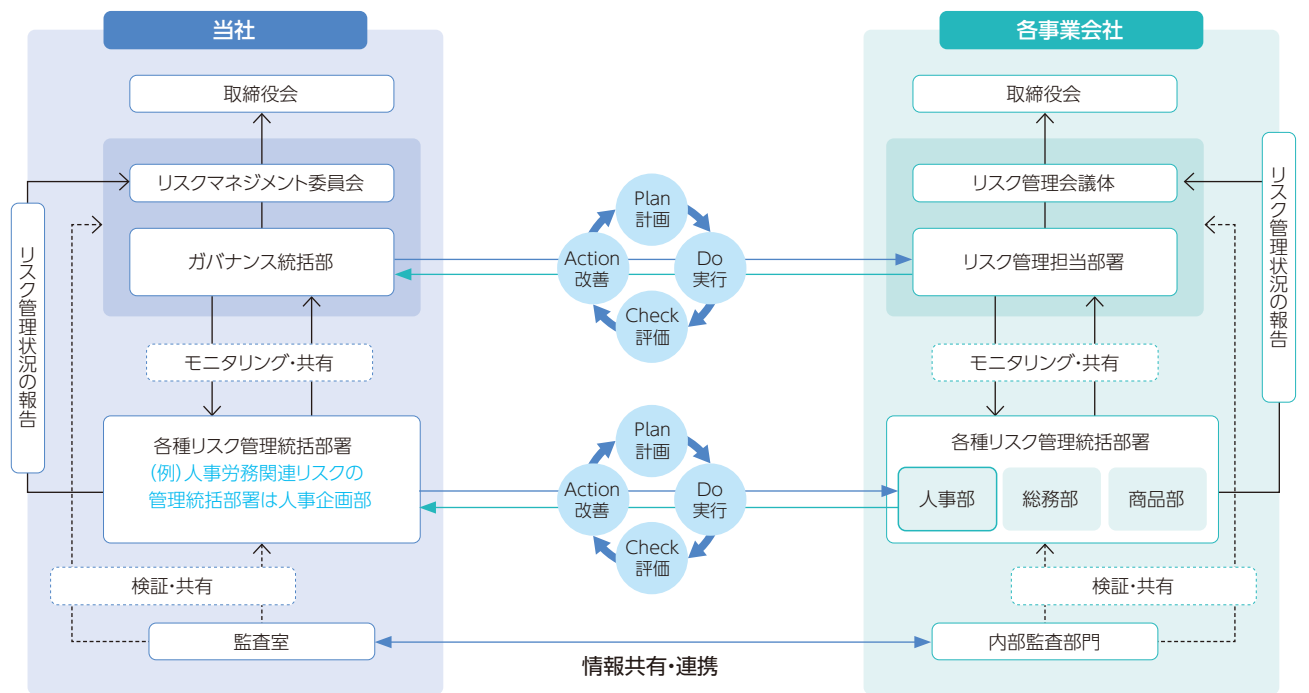 当社
取締役会
リスクマネジメント委員会
ガバナンス統括部
モニタリング・共有
リスク管理状況の報告
各種リスク管理統括部署
(例)人事労務関連リスクの
管理統括部署は人事企画部
検証・共有
監査室
Plan
計画
Do
実行
Check
評価
Action
改善
Plan
計画
Do
実行
Check
評価
Action
改善
情報共有・連携
各事業会社
取締役会
リスク管理会議体
リスク管理担当部署
モニタリング・共有
リスク管理状況の報告
各種リスク管理統括部署
人事部
総務部
商品部
検証・共有
内部監査部門